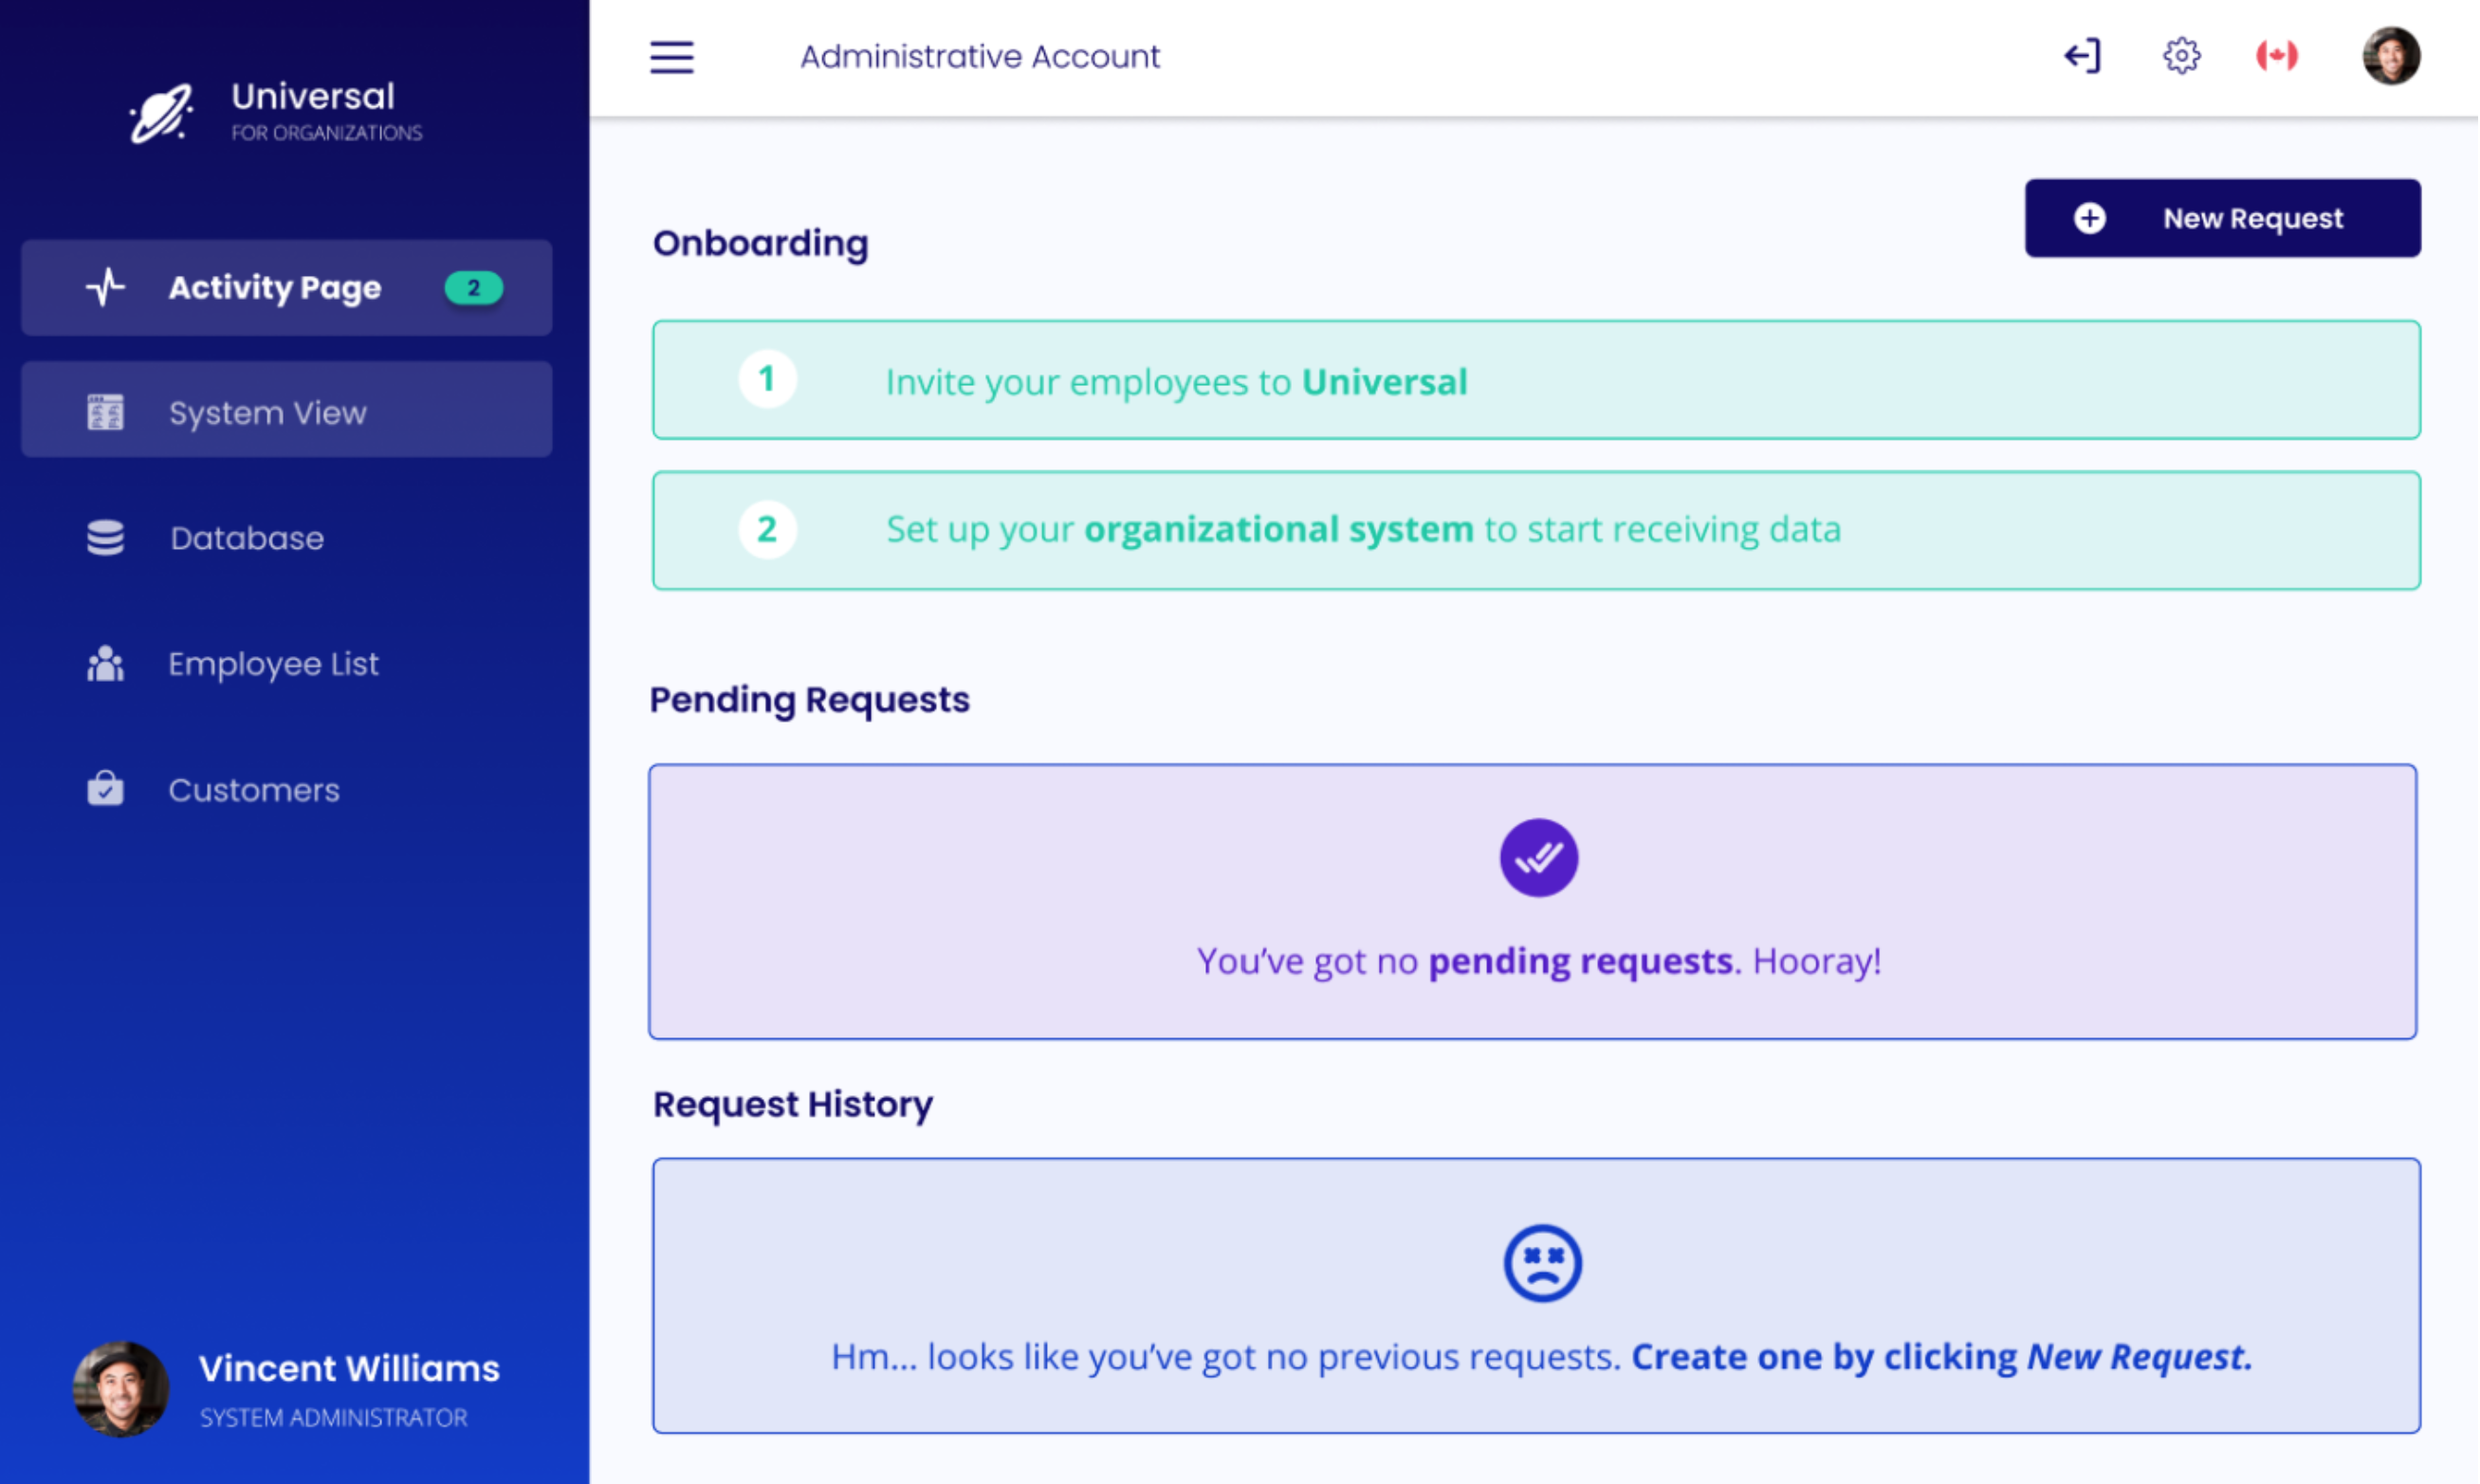 Universal
FOR ORGANIZATIONS
Activity Page 2
System View
Database
Employee List
Customers
Vincent Williams
SYSTEM ADMINISTRATOR
Administrative Account
Onboarding
New Request
1 Invite your employees to Universal
2 Set up your organizational system to start receiving data
Pending Requests
You’ve got no pending requests. Hooray!
Request History
Hm... looks like you’ve got no previous requests. Create one by clicking New Request.